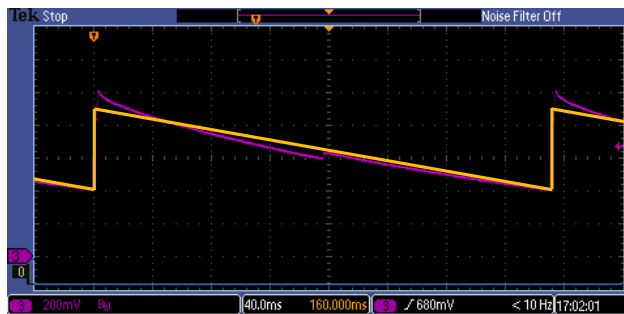 Tek Stop Noise Filter Off
T
T
3
0
3 200mV BW 40.0ms 160.000ms 3 680mV < 10 Hz 17:02:01